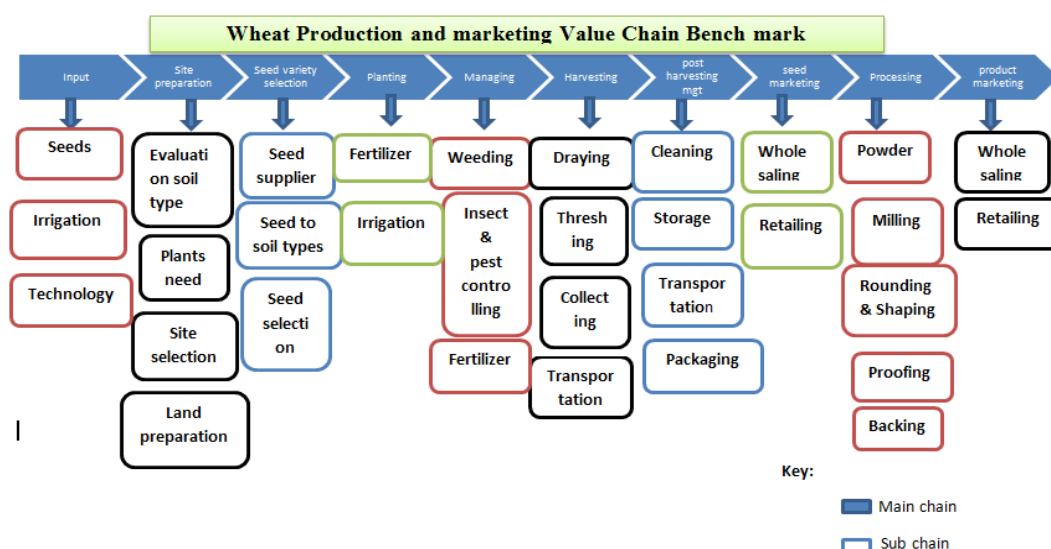 Wheat Production and marketing Value Chain Bench mark
Input
Site
preparation
Seed variety
selection
Planting
Managing
Harvesting
post
harvesting
mgt
seed
marketing
Processing
product
marketing
Seeds
Irrigation
Technology
Evaluati
on soil
type
Plants
need
Site
selection
Land
preparation
Seed
supplier
Seed to
soil types
Seed
selecti
on
Fertilizer
Irrigation
Weeding
Insect
&
pest
contro
lling
Fertilizer
Draying
Thresh
ing
Collect
ing
Transpor
tation
Cleaning
Storage
Transpor
tation
Packaging
Whole
saling
Retailing
Powder
Milling
Rounding
& Shaping
Proofing
Backing
Whole
saling
Retailing
Key:
Main chain
Sub chain